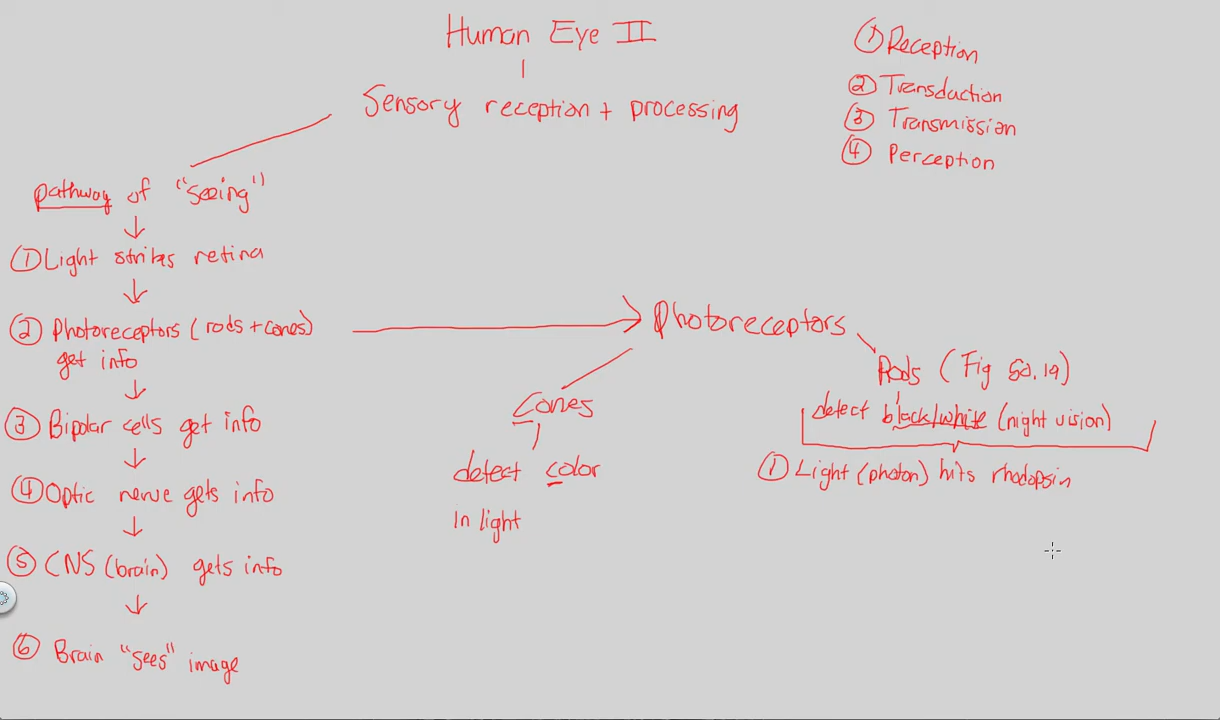 Human Eye II
Sensory reception + processing
① Reception
② Transduction
③ Transmission
④ Perception
pathway of "seeing"
① Light strikes retina
② Photoreceptors (rods + cones)
get info
③ Bipolar cells get info
④ Optic nerve gets info
⑤ CNS (brain) gets info
⑥ Brain "sees" image
Photoreceptors
Cones
detect color
In light
Rods (Fig 50.19)
detect black/white (night vision)
① Light (photon) hits rhodopsin